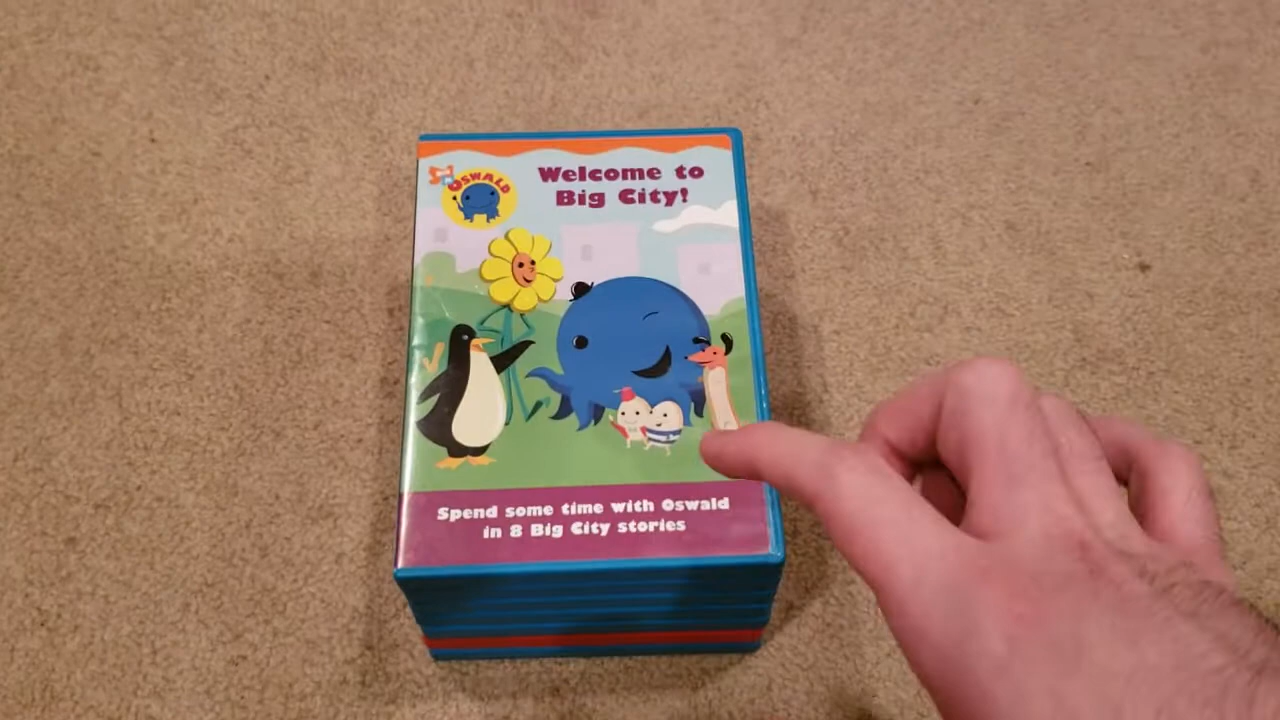 OSWALD
Welcome to
Big City!
Spend some time with Oswald
in 8 Big City stories